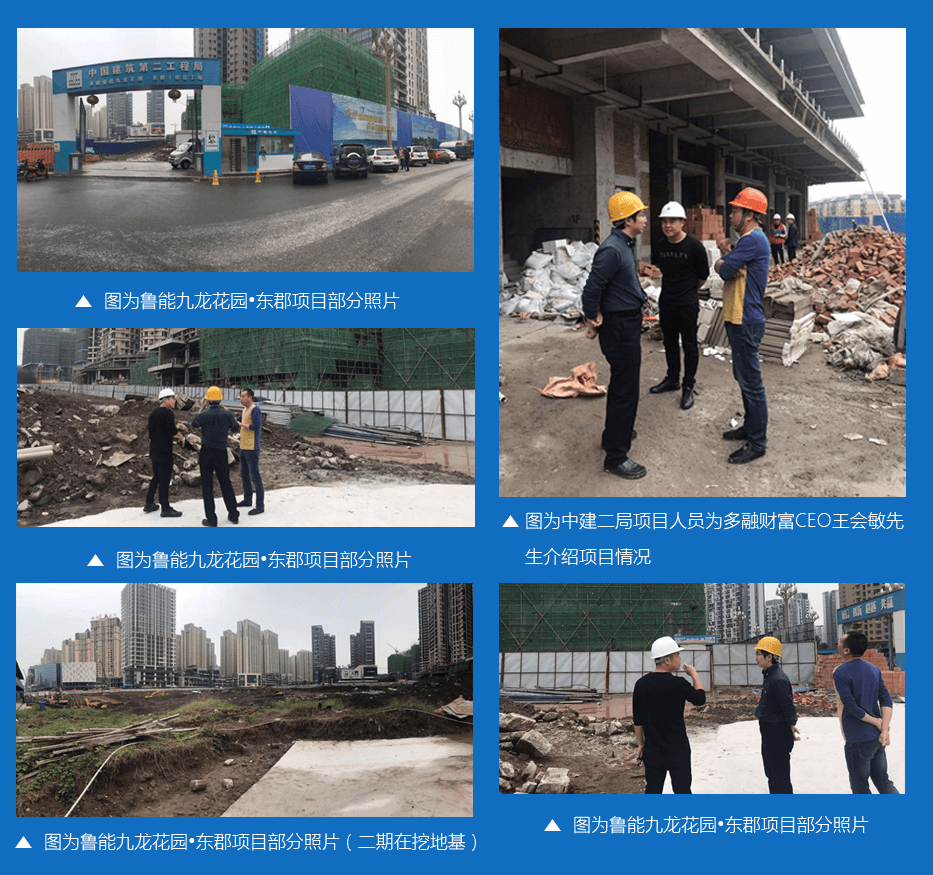 中国建筑第二工程局
▲ 图为鲁能九龙花园•东郡项目部分照片
▲ 图为鲁能九龙花园•东郡项目部分照片
▲ 图为鲁能九龙花园•东郡项目部分照片（二期在挖地基）
▲ 图为中建二局项目人员为多融财富CEO王会敏先
生介绍项目情况
▲ 图为鲁能九龙花园•东郡项目部分照片